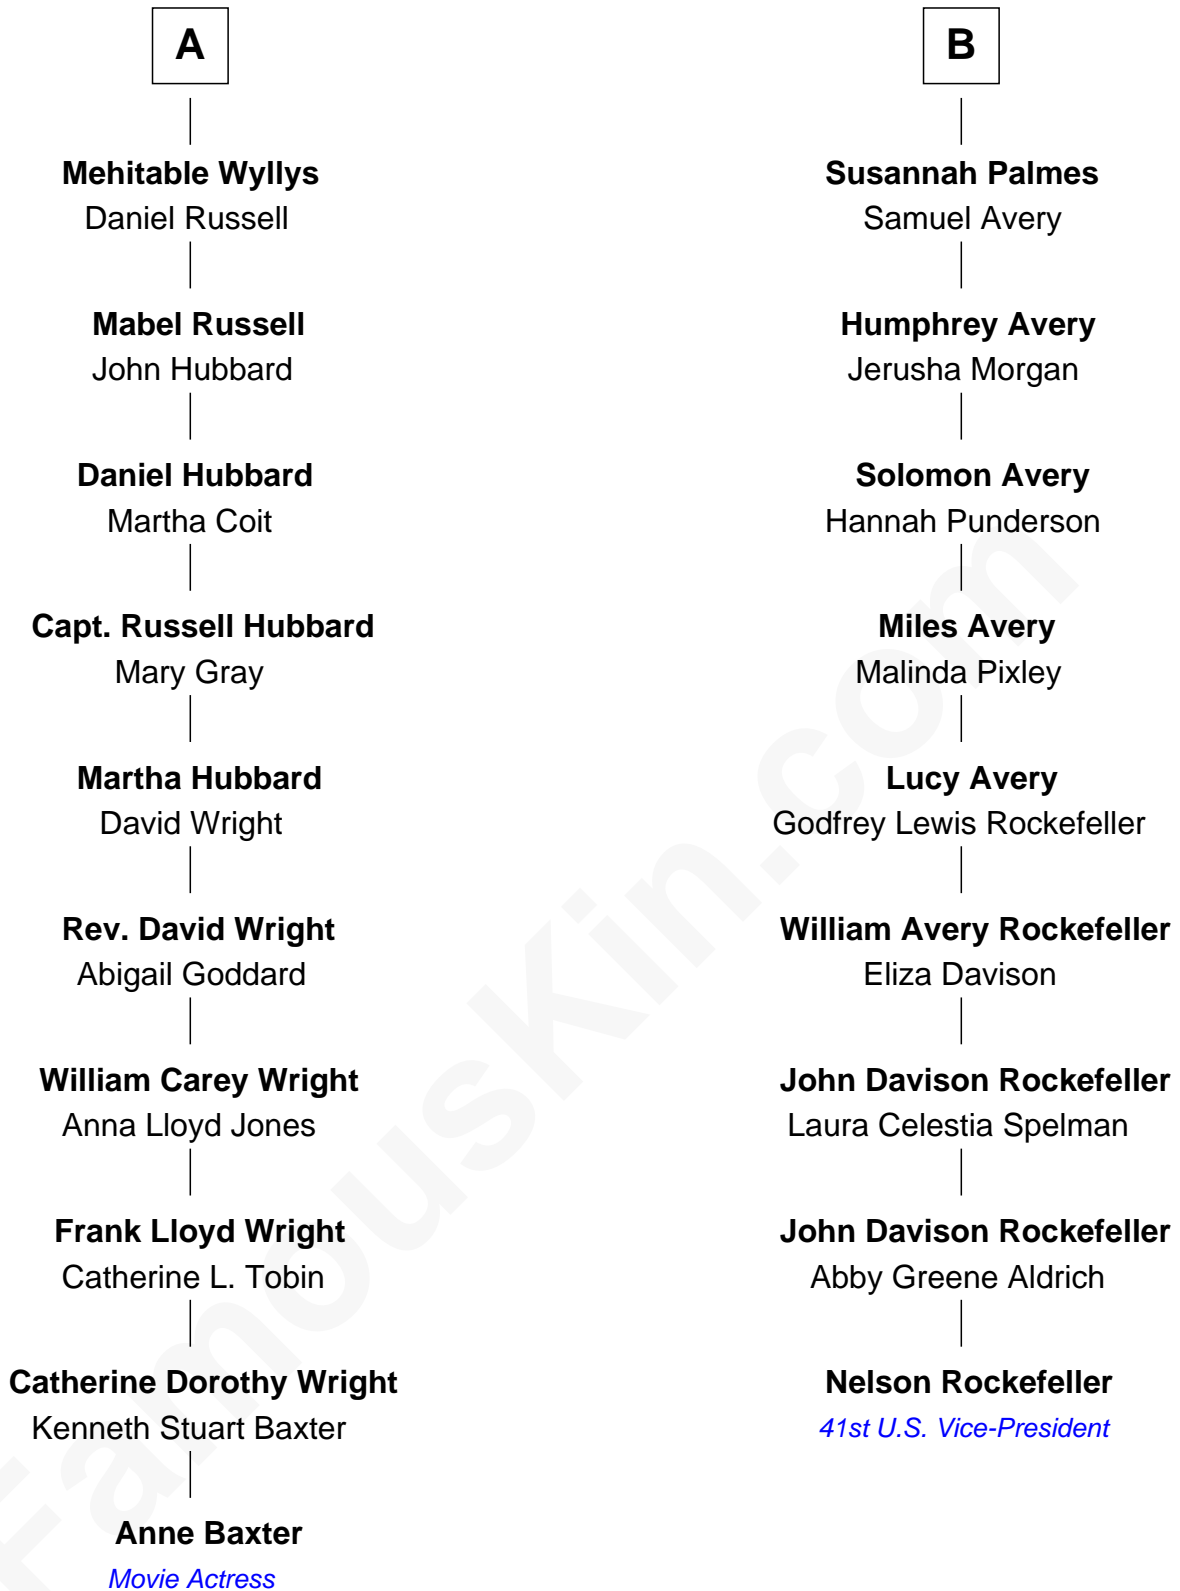 A
Mehitable Wyllys
Daniel Russell
Mabel Russell
John Hubbard
Daniel Hubbard
Martha Coit
Capt. Russell Hubbard
Mary Gray
Martha Hubbard
David Wright
Rev. David Wright
Abigail Goddard
William Carey Wright
Anna Lloyd Jones
Frank Lloyd Wright
Catherine L. Tobin
Catherine Dorothy Wright
Kenneth Stuart Baxter
Anne Baxter
Movie Actress
B
Susannah Palmes
Samuel Avery
Humphrey Avery
Jerusha Morgan
Solomon Avery
Hannah Punderson
Miles Avery
Malinda Pixley
Lucy Avery
Godfrey Lewis Rockefeller
William Avery Rockefeller
Eliza Davison
John Davison Rockefeller
Laura Celestia Spelman
John Davison Rockefeller
Abby Greene Aldrich
Nelson Rockefeller
41st U.S. Vice-President
FamousKin.com